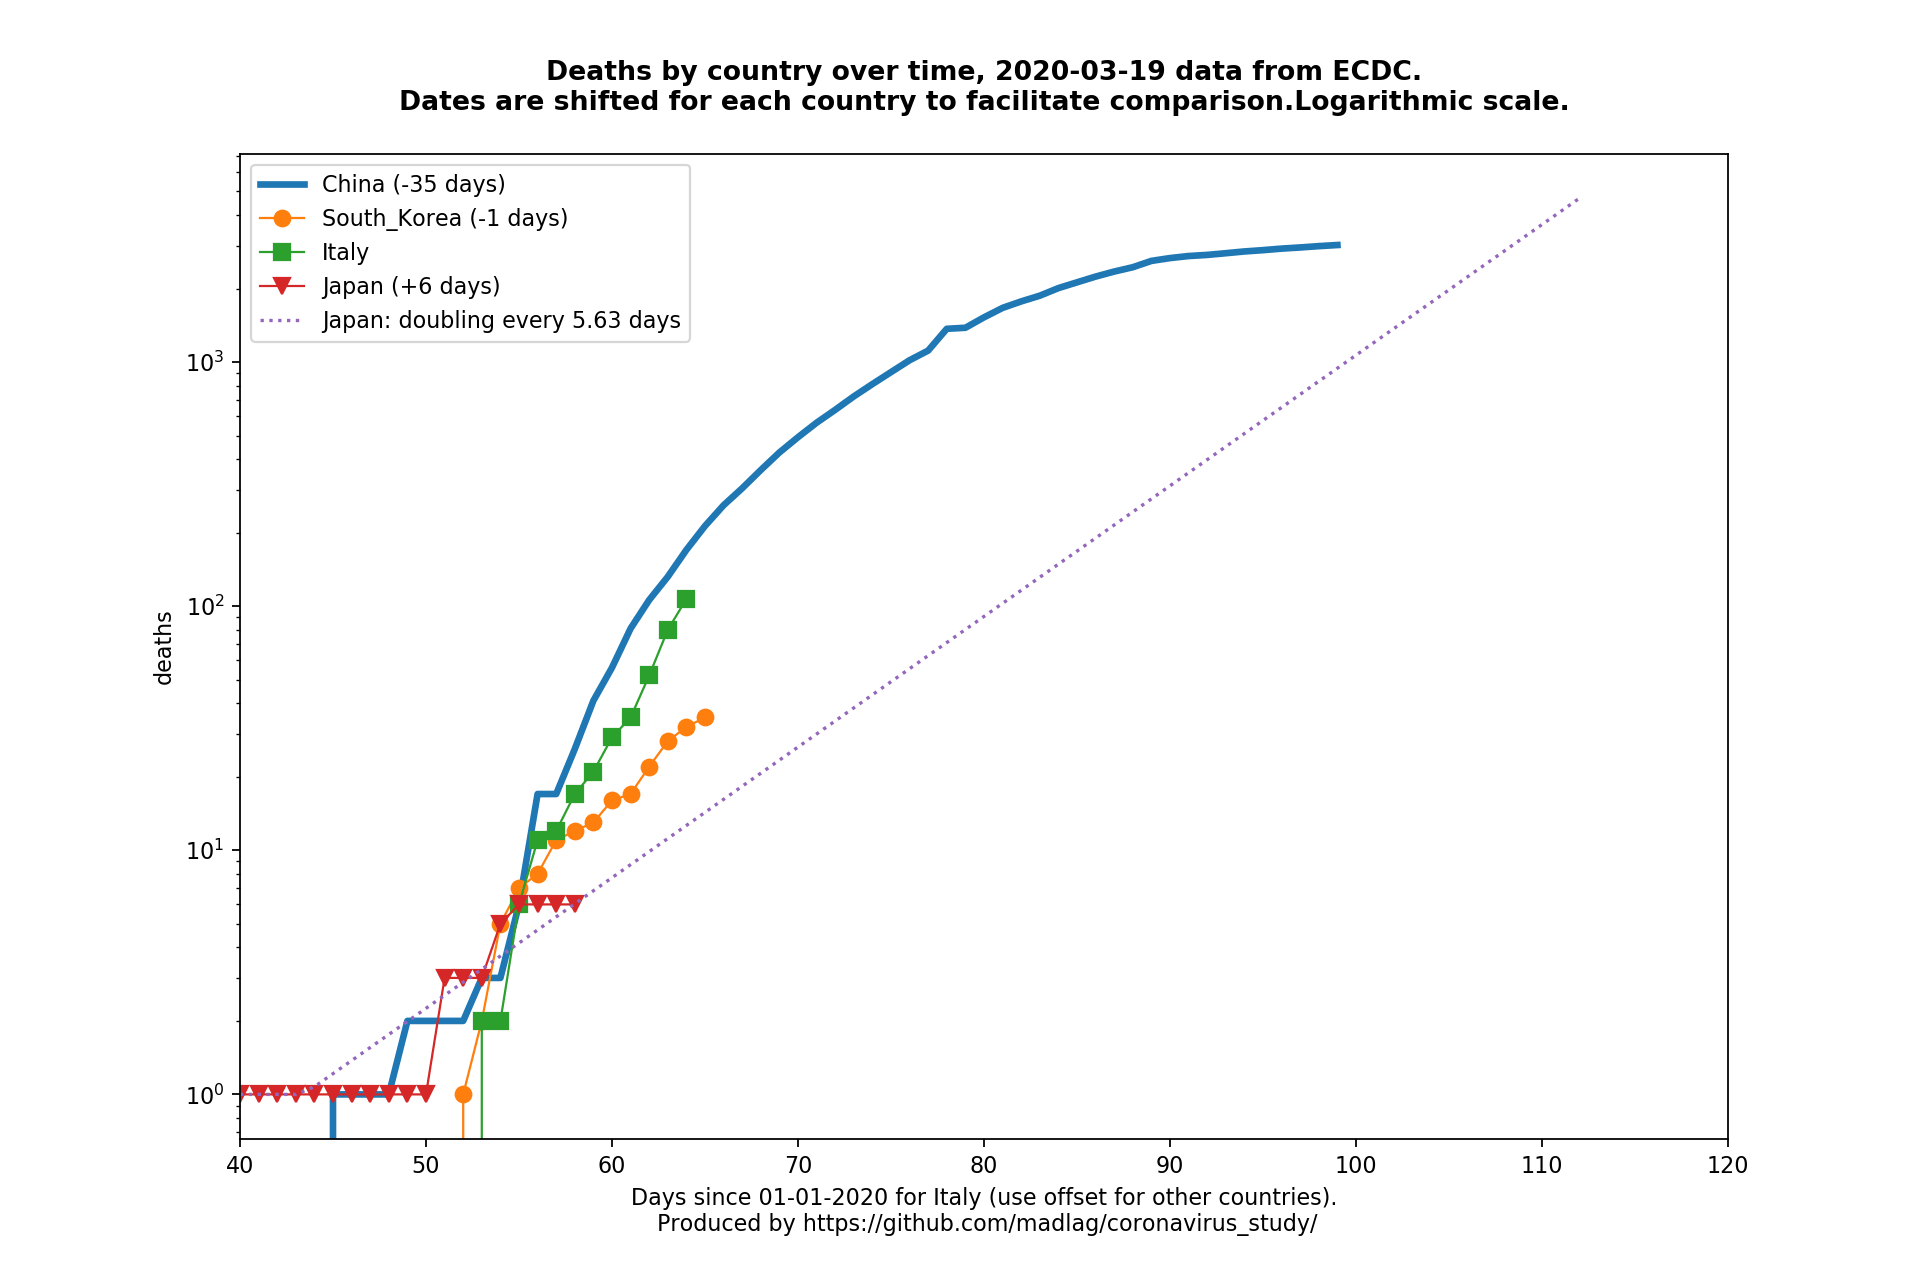 Deaths by country over time, 2020-03-19 data from ECDC.
Dates are shifted for each country to facilitate comparison.Logarithmic scale.
China (-35 days)
South_Korea (-1 days)
Italy
Japan (+6 days)
Japan: doubling every 5.63 days
10³
10²
10¹
10⁰
deaths
40 50 60 70 80 90 100 110 120
Days since 01-01-2020 for Italy (use offset for other countries).
Produced by https://github.com/madlag/coronavirus_study/